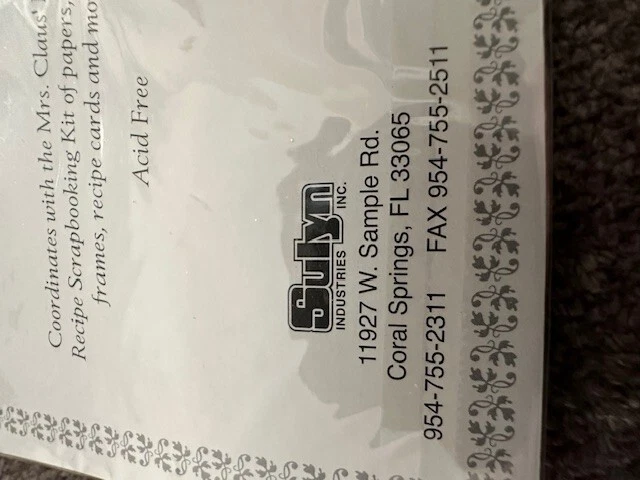 Coordinates with the Mrs. Claus'
Recipe Scrapbooking Kit of papers,
frames, recipe cards and mo
Acid Free
Sulyn
INDUSTRIES INC.
11927 W. Sample Rd.
Coral Springs, FL 33065
954-755-2311 FAX 954-755-2511